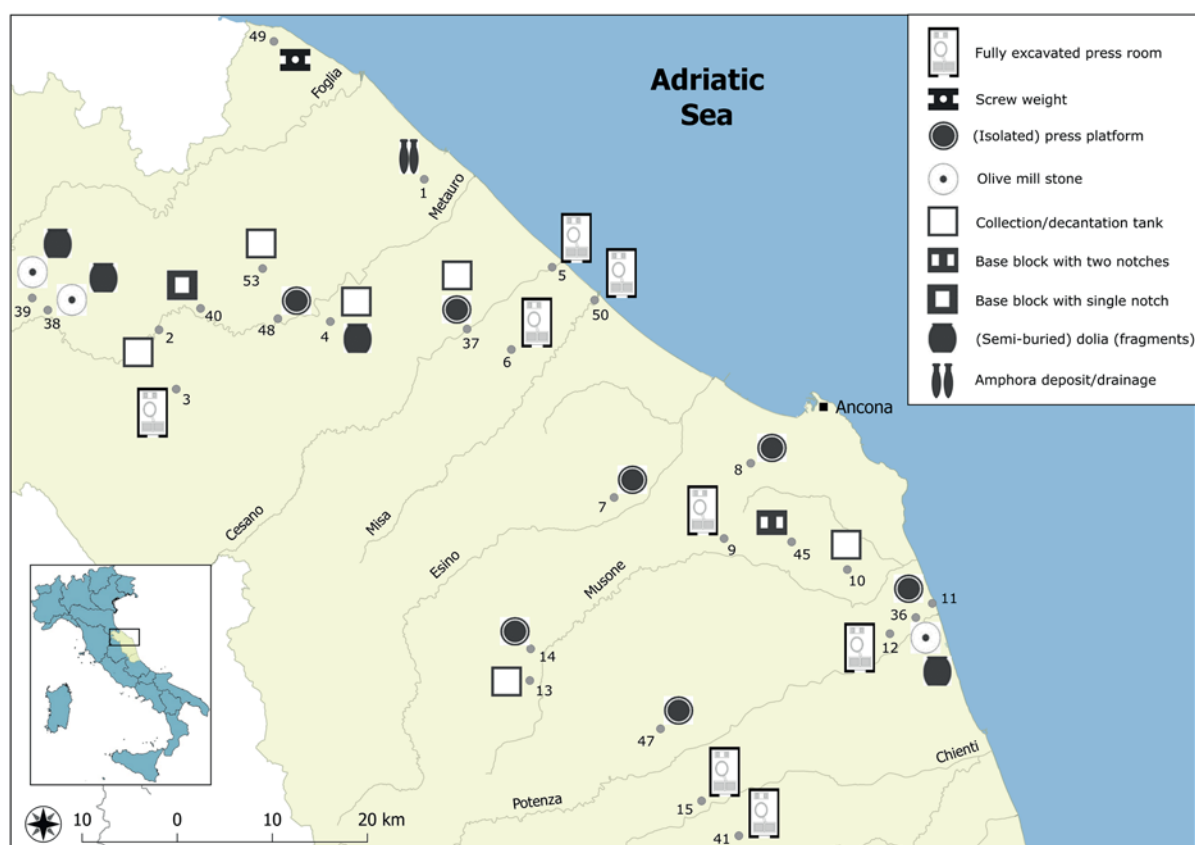 49
Foglia
Adriatic
Sea
1
Metauro
53
5
39
38
40
2
48
4
37
50
6
3
Ancona
8
7
Cesano
Misa
Esino
Musone
9
45
10
11
36
12
14
13
47
Chienti
Potenza
15
41
10
0
10
20 km
Fully excavated press room
Screw weight
(Isolated) press platform
Olive mill stone
Collection/decantation tank
Base block with two notches
Base block with single notch
(Semi-buried) dolia (fragments)
Amphora deposit/drainage